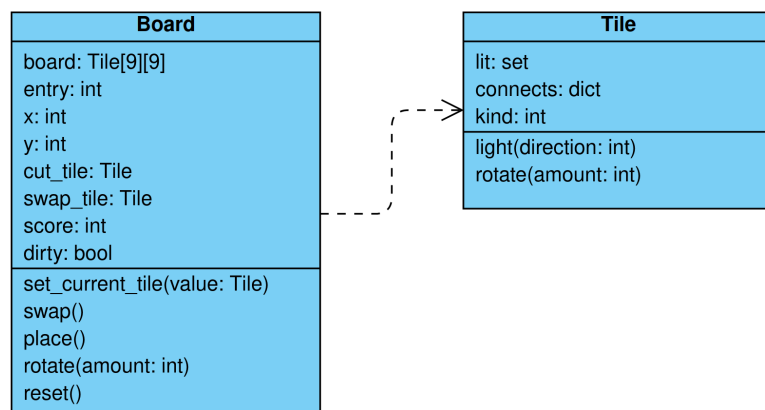 Board
board: Tile[9][9]
entry: int
x: int
y: int
cut_tile: Tile
swap_tile: Tile
score: int
dirty: bool
set_current_tile(value: Tile)
swap()
place()
rotate(amount: int)
reset()
Tile
lit: set
connects: dict
kind: int
light(direction: int)
rotate(amount: int)